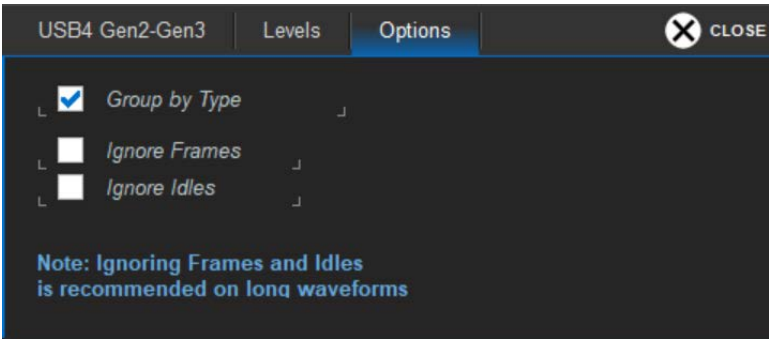 USB4 Gen2-Gen3 Levels Options CLOSE
Group by Type
Ignore Frames
Ignore Idles
Note: Ignoring Frames and Idles
is recommended on long waveforms